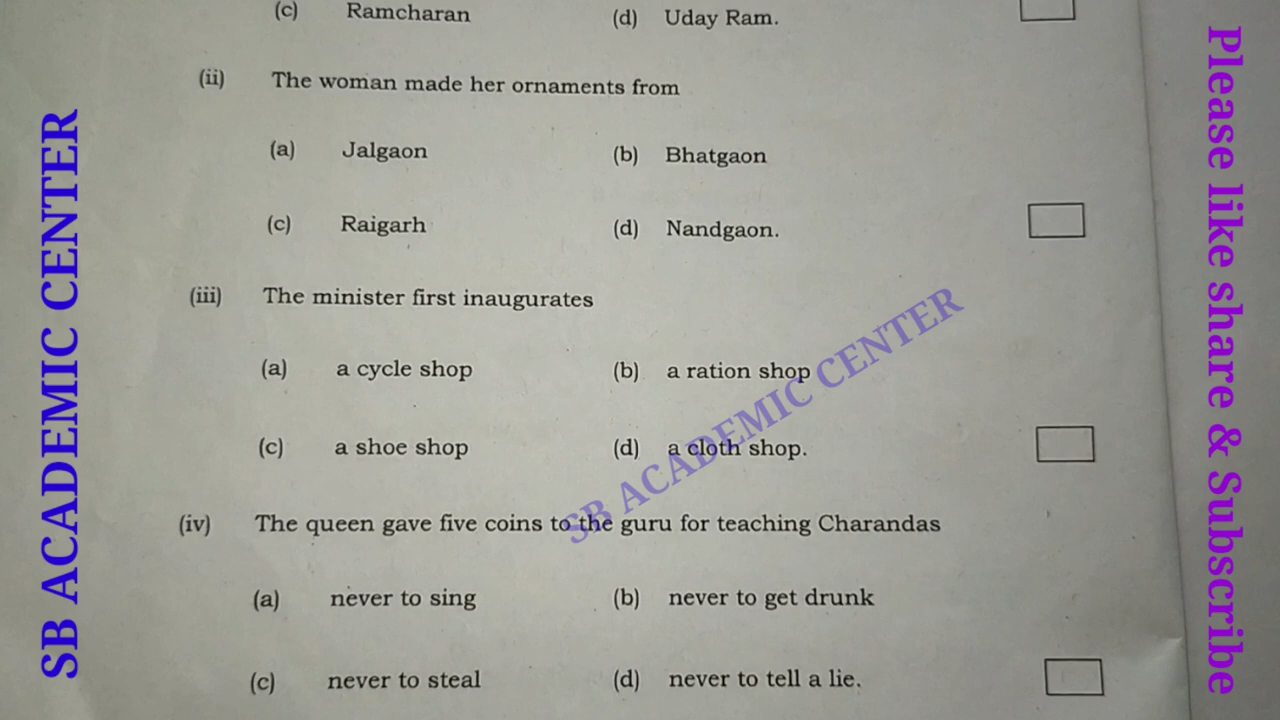 (c) Ramcharan (d) Uday Ram.
(ii) The woman made her ornaments from
(a) Jalgaon (b) Bhatgaon
(c) Raigarh (d) Nandgaon.
(iii) The minister first inaugurates
(a) a cycle shop (b) a ration shop
(c) a shoe shop (d) a cloth shop.
(iv) The queen gave five coins to the guru for teaching Charandas
(a) never to sing (b) never to get drunk
(c) never to steal (d) never to tell a lie.
SB ACADEMIC CENTER
SB ACADEMIC CENTER
Please like share & Subscribe